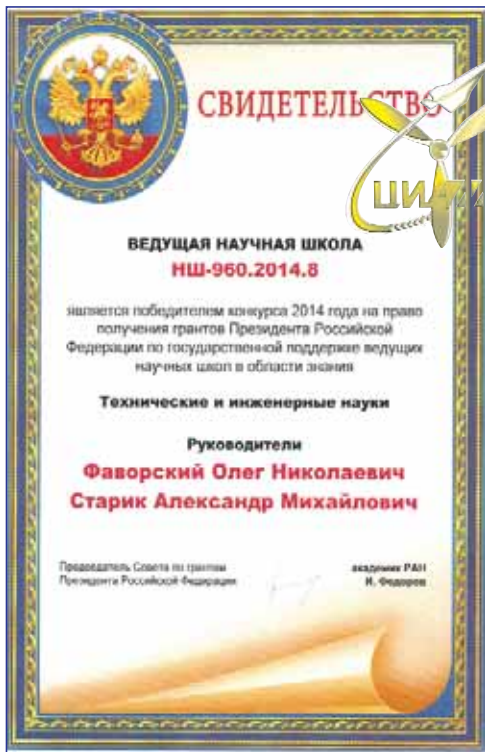 СВИДЕТЕЛЬСТВО
ЦИАМ
ВЕДУЩАЯ НАУЧНАЯ ШКОЛА
НШ-960.2014.8
является победителем конкурса 2014 года на право
получения грантов Президента Российской
Федерации по государственной поддержке ведущих
научных школ в области знания
Технические и инженерные науки
Руководители
Фаворский Олег Николаевич
Старик Александр Михайлович
Председатель Совета по грантам
Президента Российской Федерации
академик РАН
И. Федоров